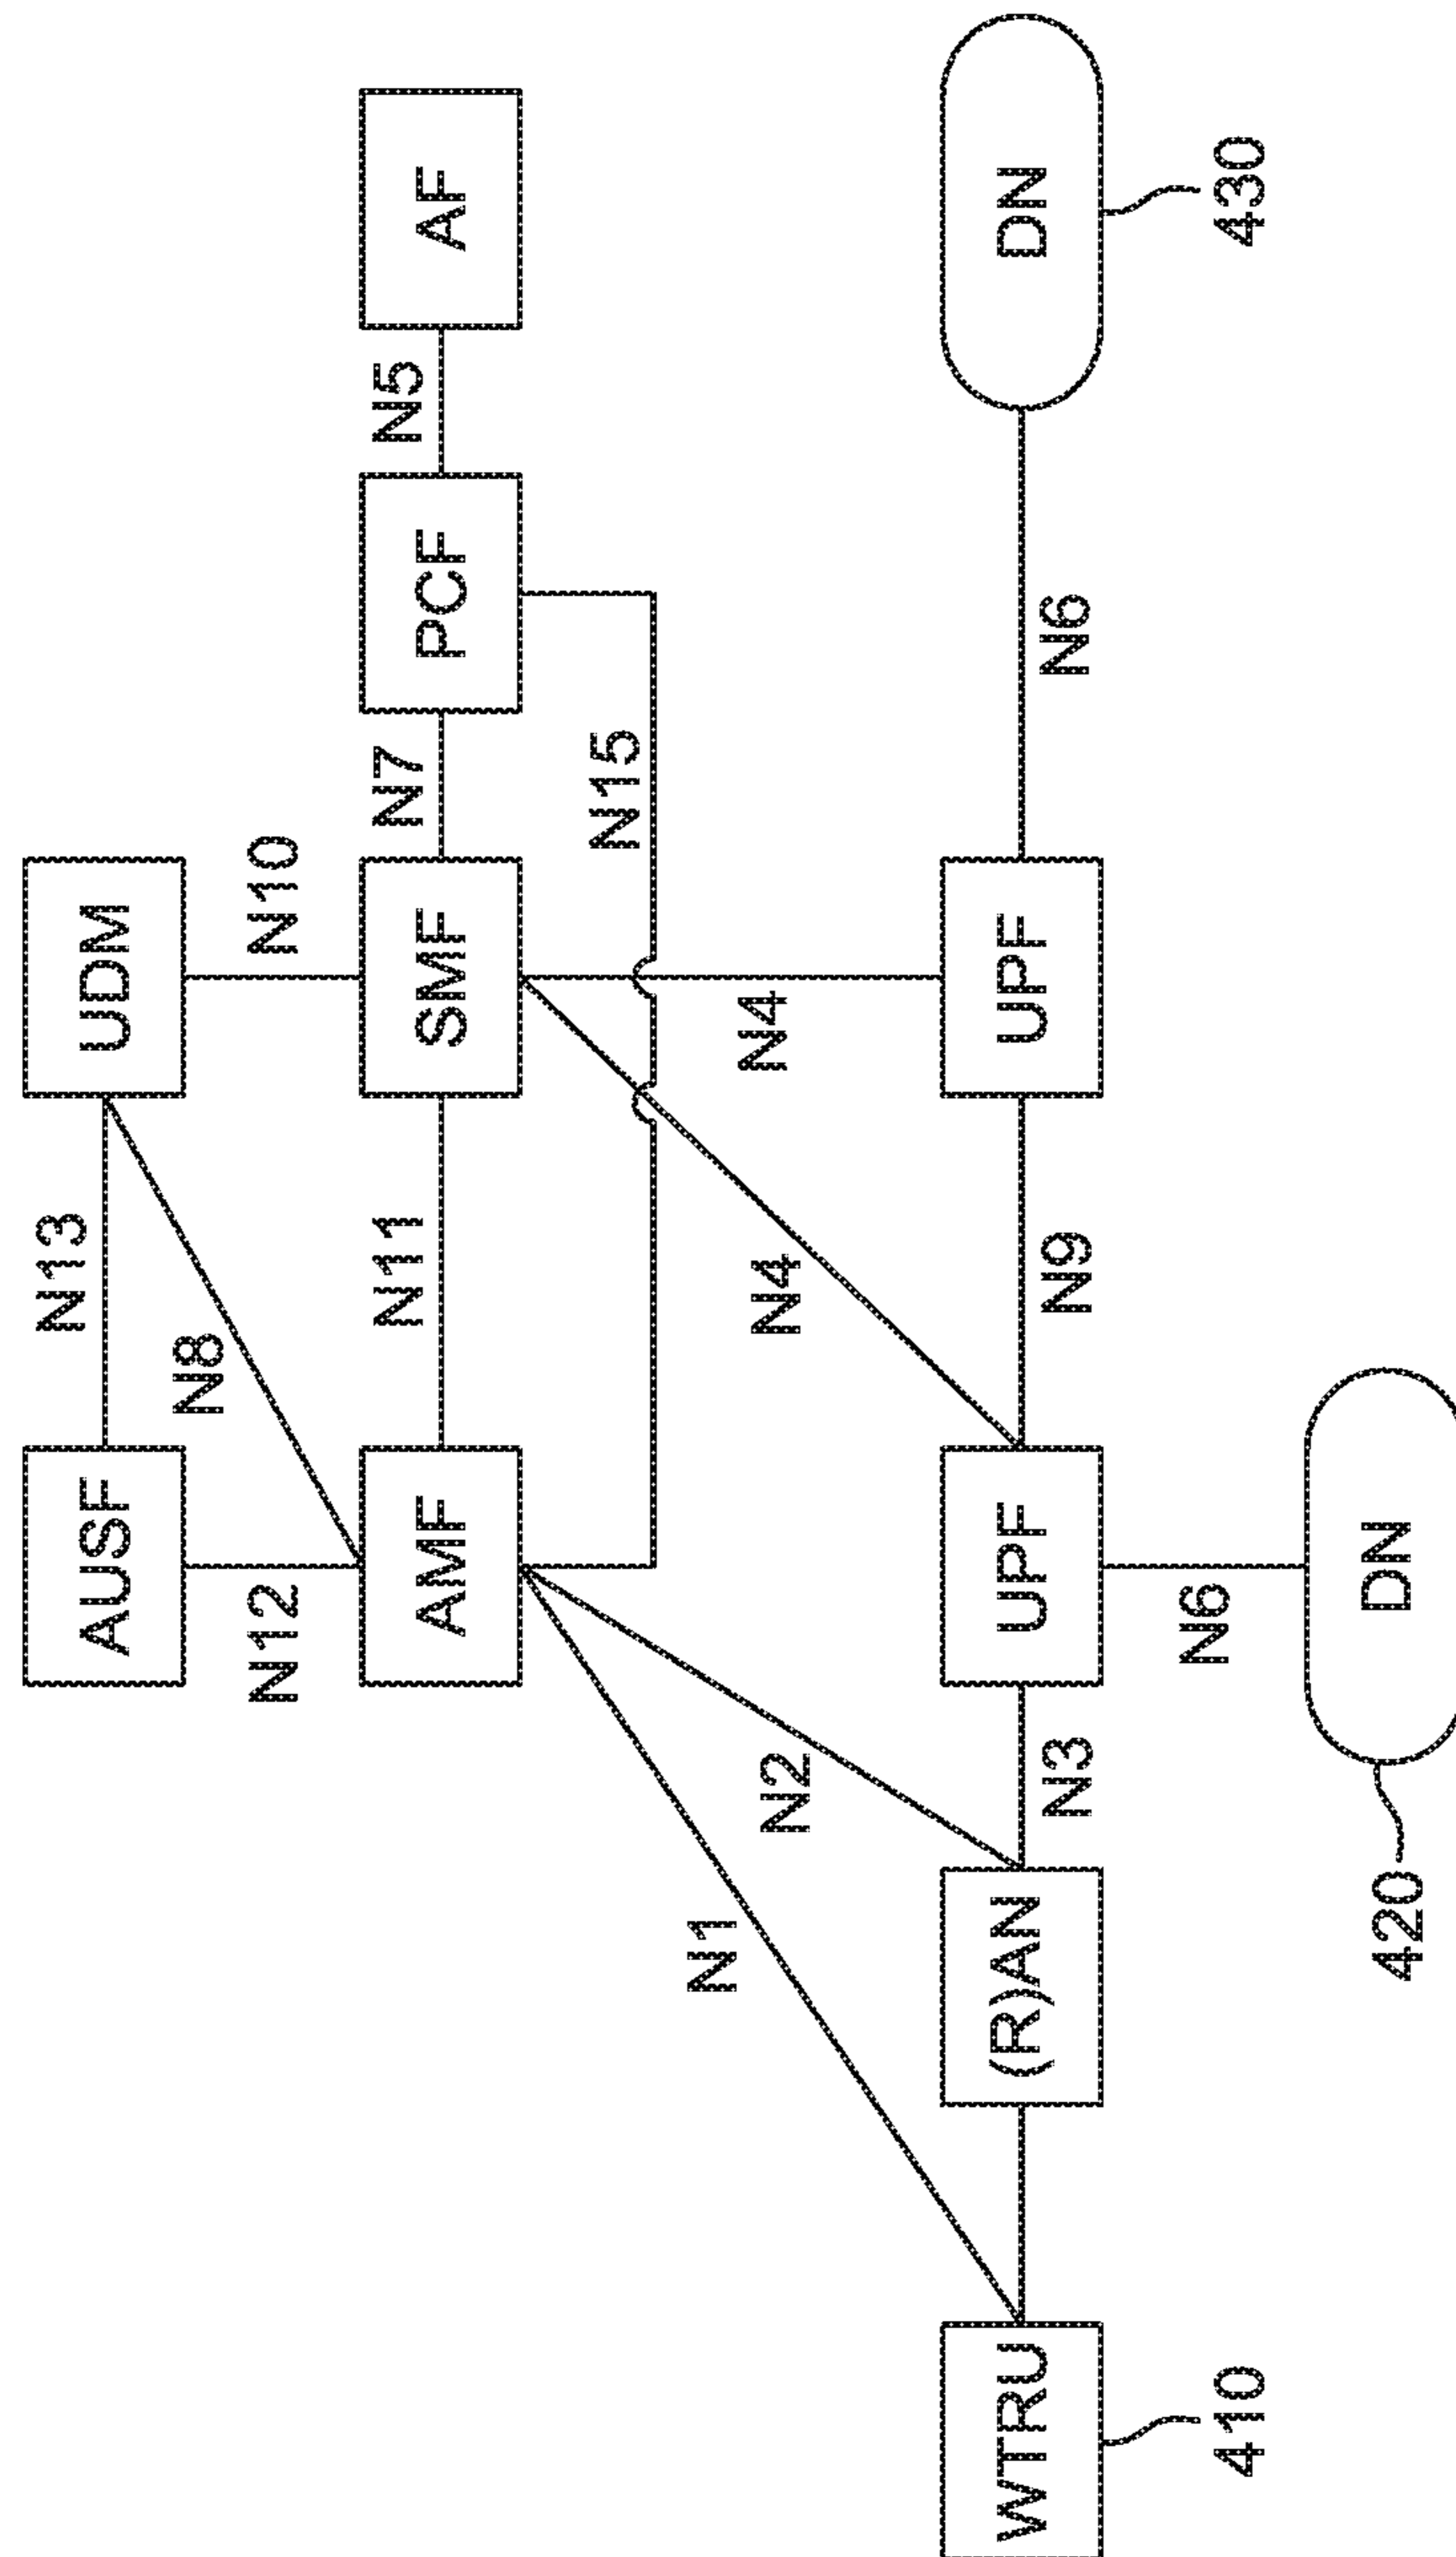 AUSF
N13
UDM
N8
N12
N10
AMF
N11
SMF
N7
PCF
N5
AF
N15
N1
N2
N4
N4
WTRU
(R)AN
N3
UPF
N9
UPF
N6
DN
410
N6
430
420
DN